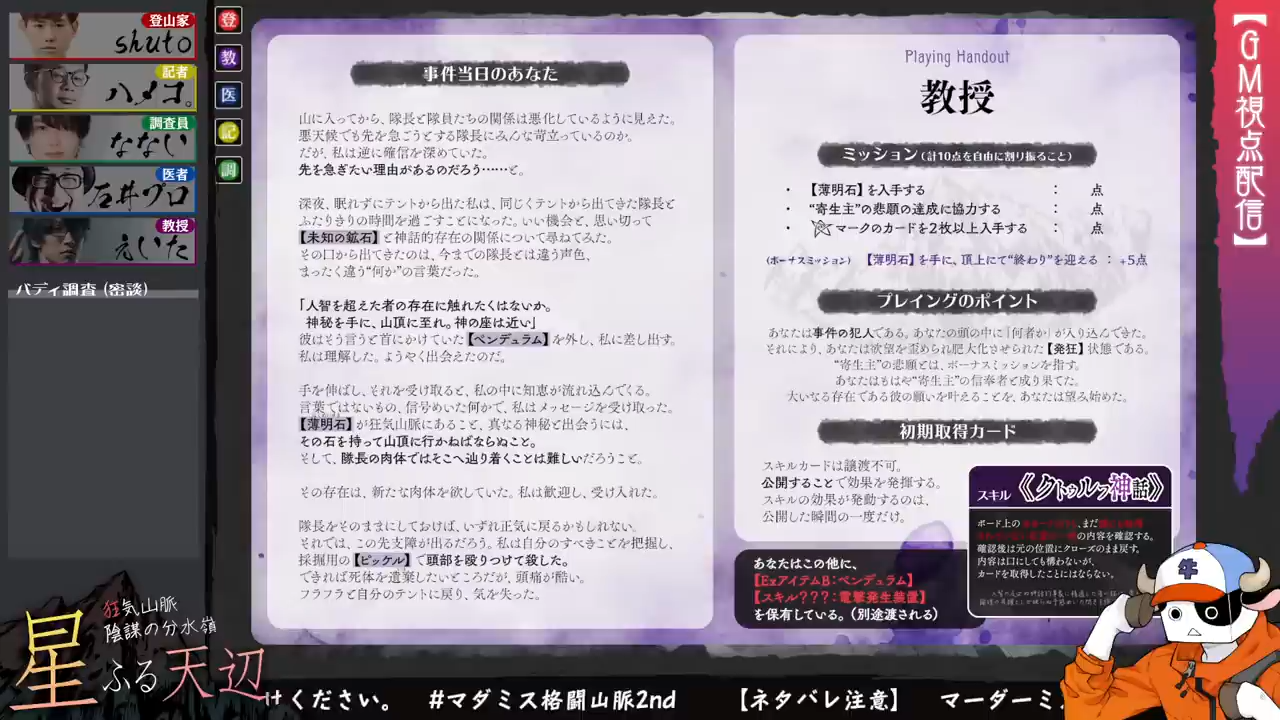 登山家
shuto
記者
ハメコ。
調査員
なない
医者
石井プロ
教授
えいた
バディ調査(密談)
登
教
医
記
調
事件当日のあなた
山に入ってから、隊長と隊員たちの関係は悪化しているように見えた。
悪天候でも先を急ごうとする隊長にみんな苛立っているのか。
だが、私は逆に確信を深めていた。
先を急ぎたい理由があるのだろう……と。
深夜、眠れずにテントから出た私は、同じくテントから出てきた隊長と
ふたりきりの時間を過ごすことになった。いい機会と、思い切って
【未知の鉱石】と神話的存在の関係について尋ねてみた。
その口から出てきたのは、今までの隊長とは違う声色、
まったく違う“何か”の言葉だった。
「人智を超えた者の存在に触れたくはないか。
神秘を手に、山頂に至れ。神の座は近い」
彼はそう言うと首にかけていた【ペンデュラム】を外し、私に差し出す。
私は理解した。ようやく出会えたのだ。
手を伸ばし、それを受け取ると、私の中に知恵が流れ込んでくる。
言葉ではないもの、信号めいた何かで、私はメッセージを受け取った。
【薄明石】が狂気山脈にあること、真なる神秘と出会うには、
その石を持って山頂に行かねばならぬこと。
そして、隊長の肉体ではそこへ辿り着くことは難しいだろうこと。
その存在は、新たな肉体を欲していた。私は歓迎し、受け入れた。
隊長をそのままにしておけば、いずれ正気に戻るかもしれない。
それでは、この先支障が出るだろう。私は自分のすべきことを把握し、
採掘用の【ピッケル】で頭部を殴りつけて殺した。
できれば死体を遺棄したいところだが、頭痛が酷い。
フラフラと自分のテントに戻り、気を失った。
Playing Handout
教授
ミッション(計10点を自由に割り振ること)
・【薄明石】を入手する : 点
・“寄生主”の悲願の達成に協力する : 点
・マークのカードを2枚以上入手する : 点
(ボーナスミッション) 【薄明石】を手に、頂上にて“終わり”を迎える : +5点
プレイングのポイント
あなたは事件の犯人である。あなたの頭の中に「何者か」が入り込んできた。
それにより、あなたは欲望を歪められ肥大化させられた【発狂】状態である。
“寄生主”の悲願とは、ボーナスミッションを指す。
あなたはもはや“寄生主”の信奉者と成り果てた。
大いなる存在である彼の願いを叶えることを、あなたは望み始めた。
初期取得カード
スキルカードは譲渡不可。
公開することで効果を発揮する。
スキルの効果が発動するのは、
公開した瞬間の一度だけ。
スキル《クトゥルフ神話》
ボード上の
の内容を確認する。
確認後は元の位置にクローズのまま戻す。
内容は口にしても構わないが、
カードを取得したことにはならない。
あなたはこの他に、
【Exアイテム B:ペンデュラム】
【スキル???:電撃発生装置】
を保有している。(別途渡される)
【GM視点配信】
牛
狂気山脈
陰謀の分水嶺
星ふる天辺
けください。 #マダミス格闘山脈2nd 【ネタバレ注意】 マーダーミ